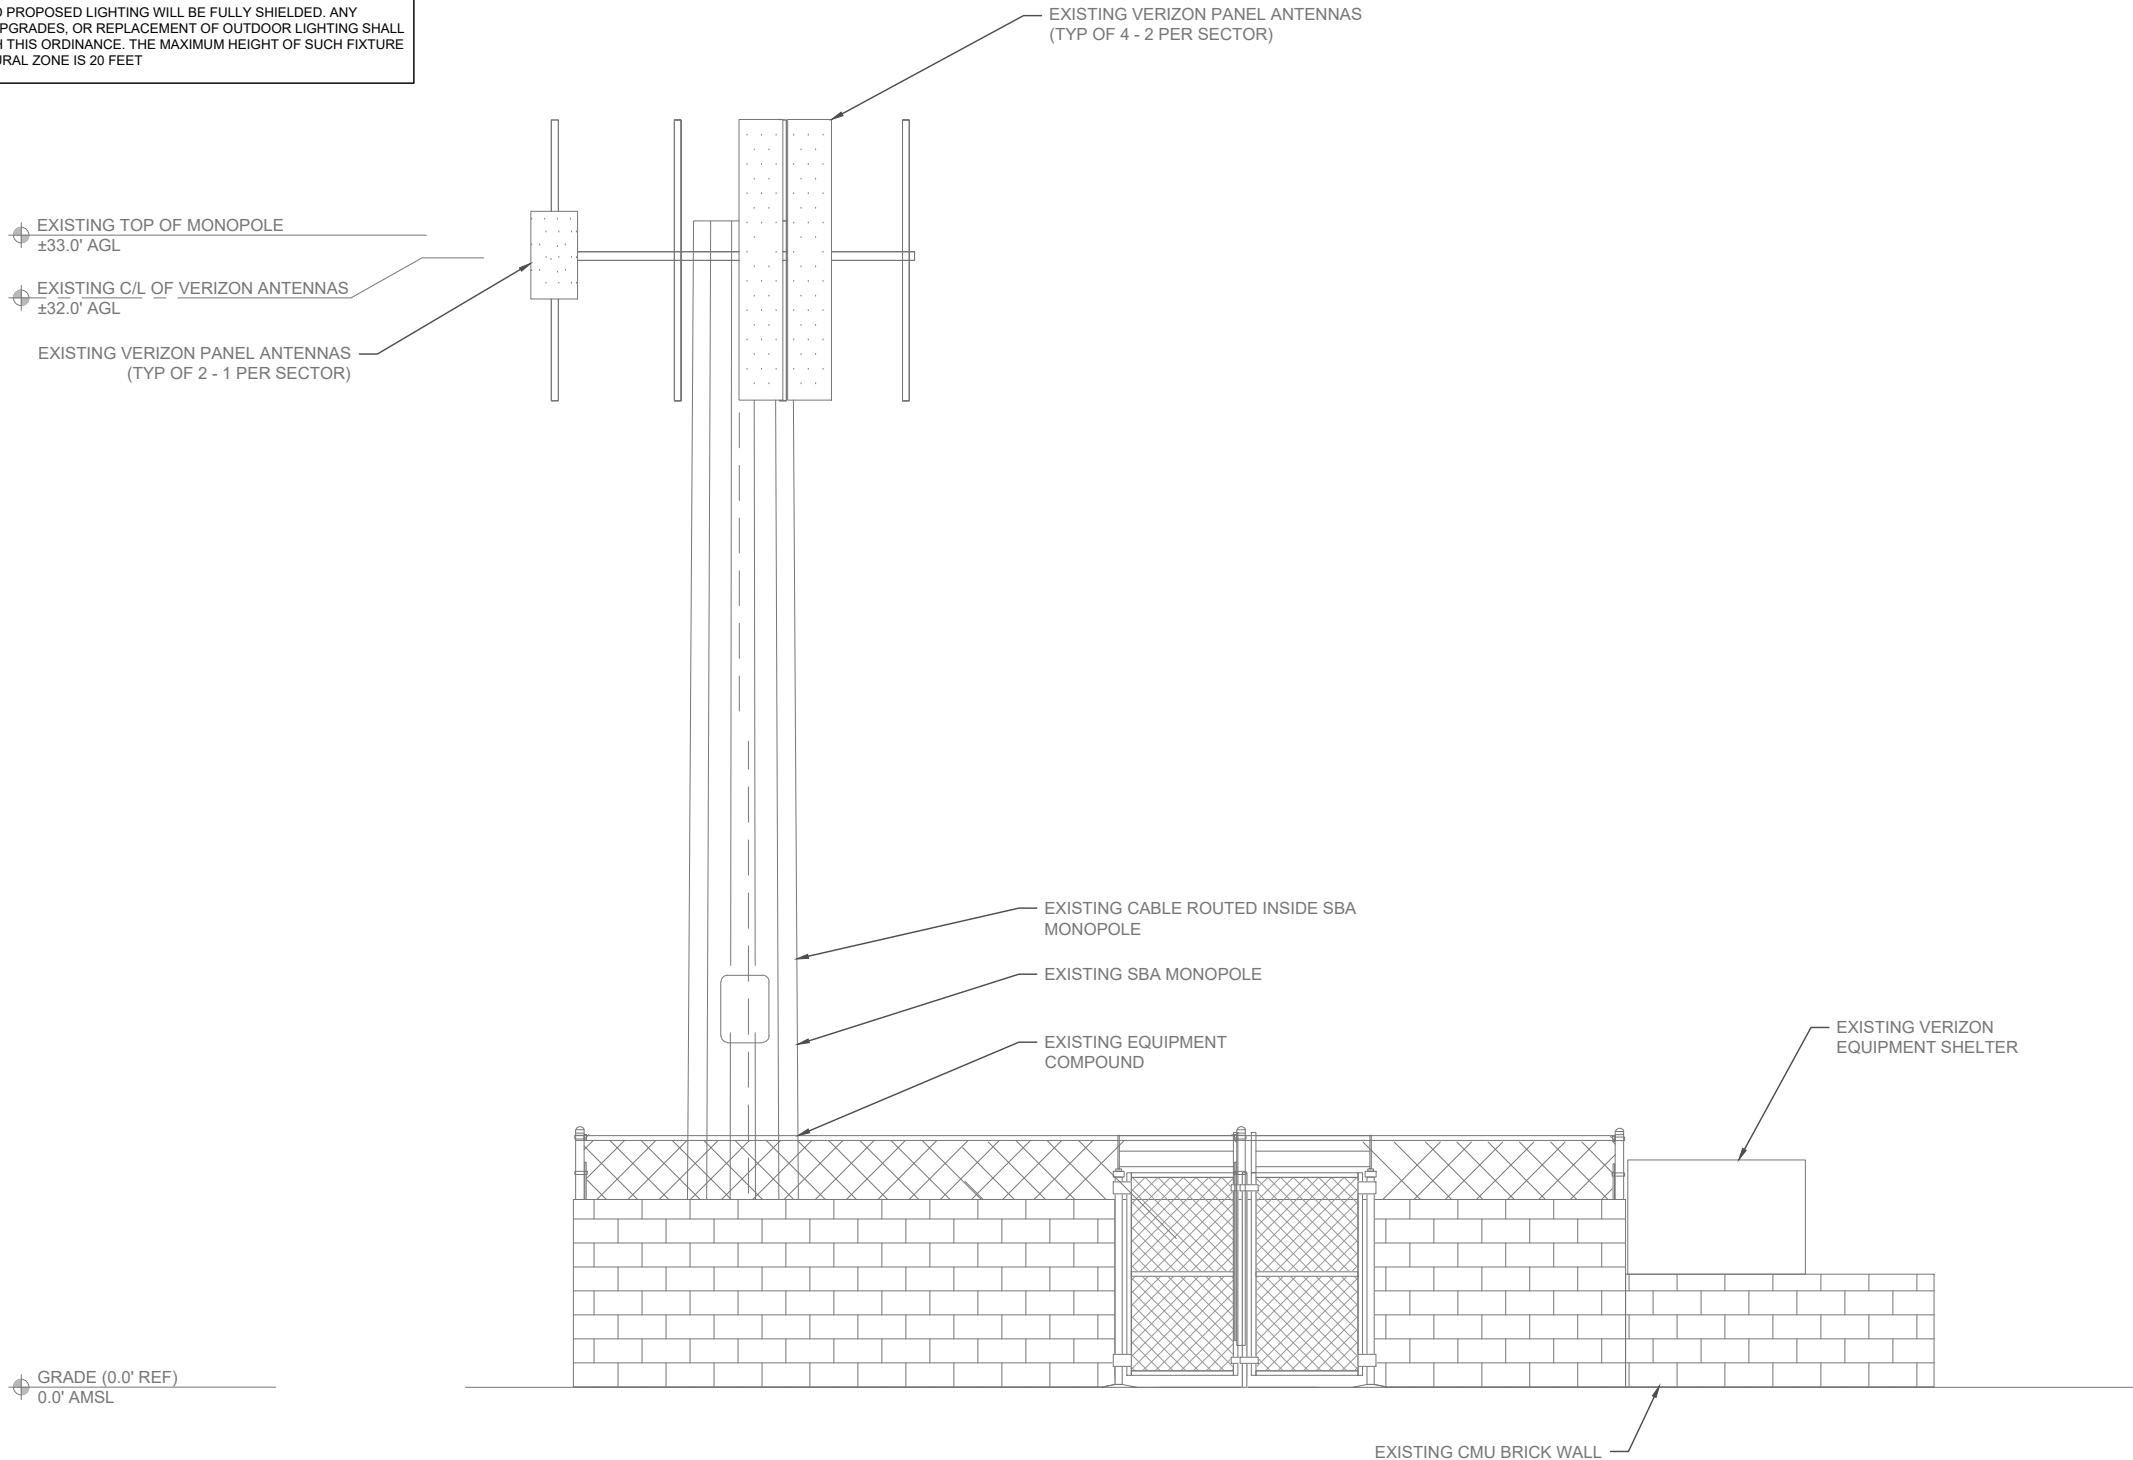 PROPOSED LIGHTING WILL BE FULLY SHIELDED. ANY
PGRADES, OR REPLACEMENT OF OUTDOOR LIGHTING SHALL
THIS ORDINANCE. THE MAXIMUM HEIGHT OF SUCH FIXTURE
URAL ZONE IS 20 FEET
EXISTING VERIZON PANEL ANTENNAS
(TYP OF 4 - 2 PER SECTOR)
EXISTING TOP OF MONOPOLE
±33.0' AGL
EXISTING C/L OF VERIZON ANTENNAS
±32.0' AGL
EXISTING VERIZON PANEL ANTENNAS
(TYP OF 2 - 1 PER SECTOR)
EXISTING CABLE ROUTED INSIDE SBA
MONOPOLE
EXISTING SBA MONOPOLE
EXISTING EQUIPMENT
COMPOUND
EXISTING VERIZON
EQUIPMENT SHELTER
GRADE (0.0' REF)
0.0' AMSL
EXISTING CMU BRICK WALL